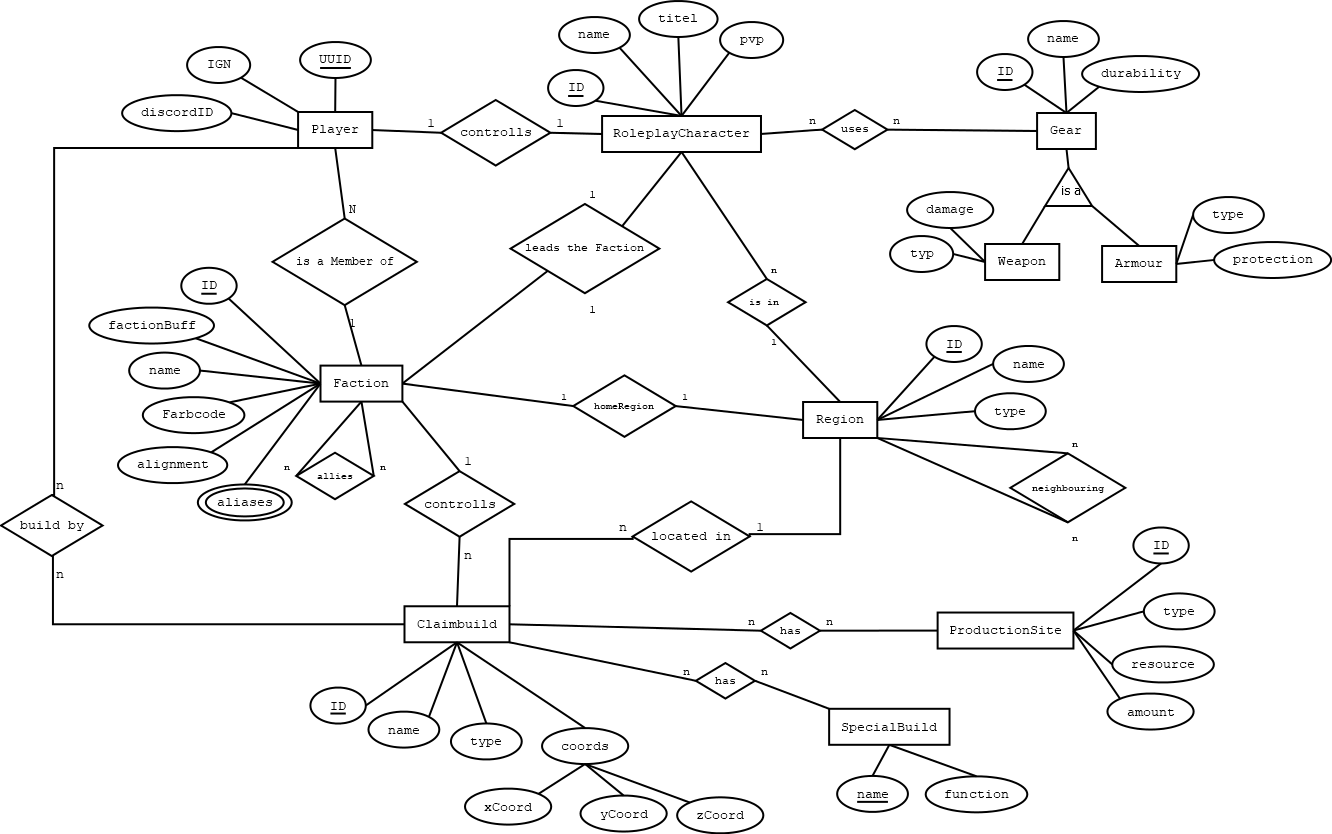 titel
name
pvp
name
IGN
UUID
ID
durability
ID
discordID
Player
1
controlls
1
RoleplayCharacter
n
uses
n
Gear
is a
1
N
damage
type
leads the Faction
typ
Weapon
Armour
protection
is a Member of
ID
n
is in
1
1
factionBuff
1
ID
name
name
Faction
Farbcode
1
homeRegion
1
Region
type
alignment
n
allies
n
1
n
neighbouring
n
aliases
controlls
n
build by
n
n
located in
1
n
ID
type
Claimbuild
n
has
n
ProductionSite
resource
amount
n
has
n
ID
name
type
coords
SpecialBuild
xCoord
yCoord
zCoord
name
function